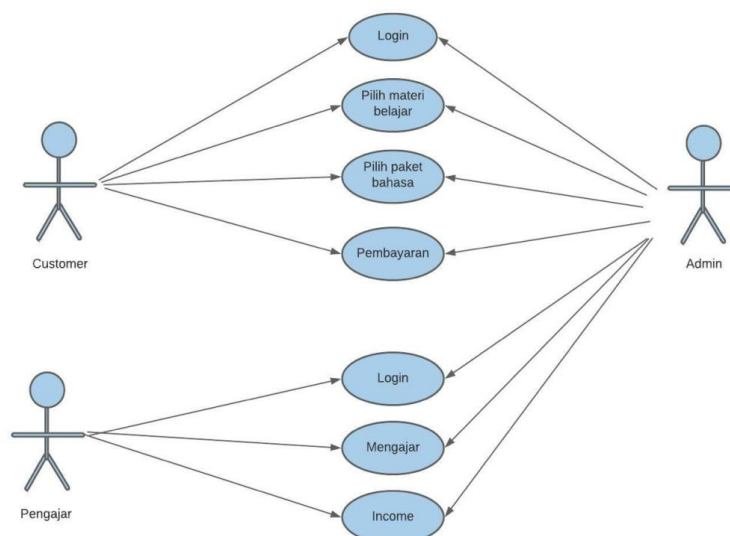 Login
Pilih materi
belajar
Pilih paket
bahasa
Customer
Pembayaran
Admin
Login
Mengajar
Pengajar
Income